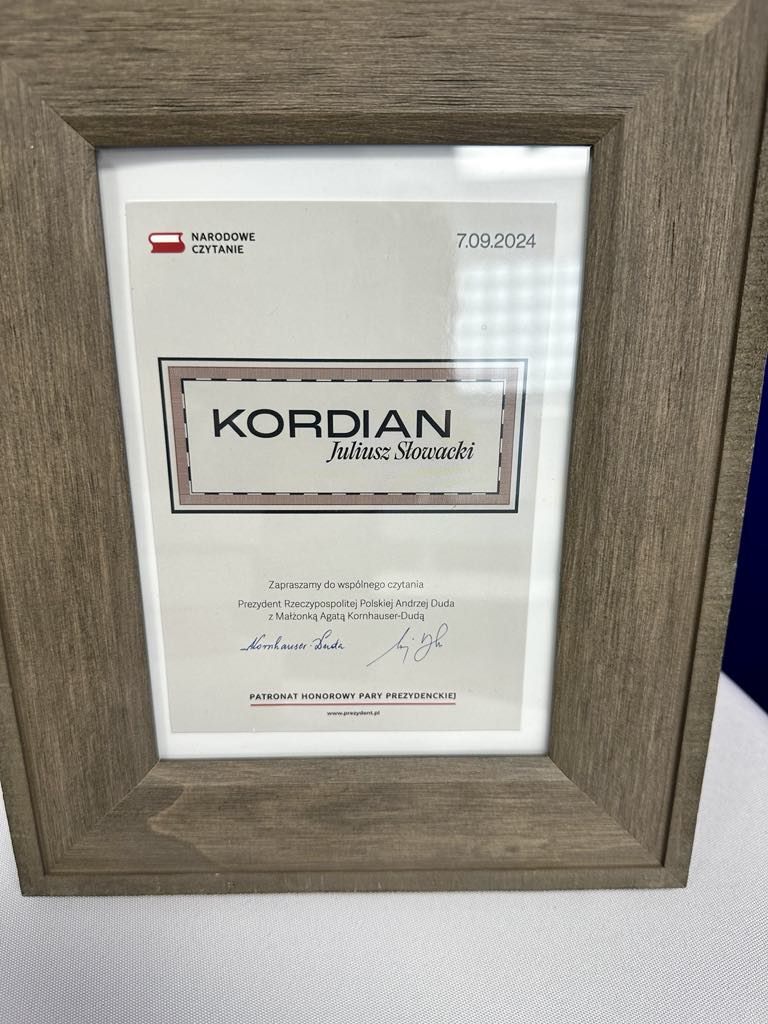 NARODOWE
CZYTANIE
7.09.2024
KORDIAN
Juliusz Słowacki
Zapraszamy do wspólnego czytania
Prezydent Rzeczypospolitej Polskiej Andrzej Duda
z Małżonką Agatą Kornhauser-Dudą
Kornhauser-Duda
PATRONAT HONOROWY PARY PREZYDENCKIEJ
www.prezydent.pl